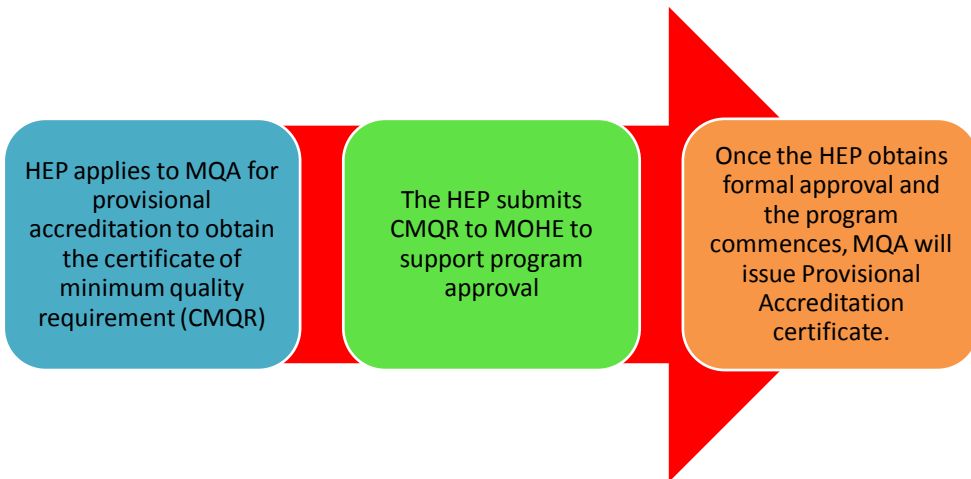 HEP applies to MQA for
provisional
accreditation to obtain
the certificate of
minimum quality
requirement (CMQR)
The HEP submits
CMQR to MOHE to
support program
approval
Once the HEP obtains
formal approval and
the program
commences, MQA will
issue Provisional
Accreditation
certificate.